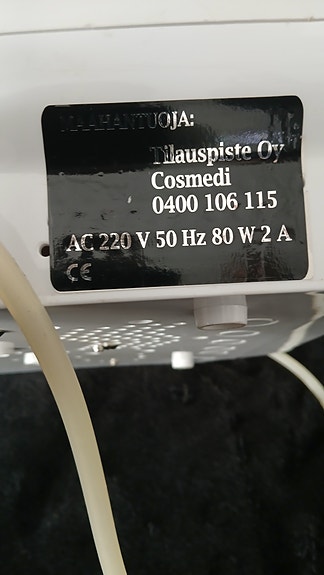 MAAHANTUOJA:
Tilauspiste Oy
Cosmedi
0400 106 115
AC 220 V 50 Hz 80 W 2 A
CE